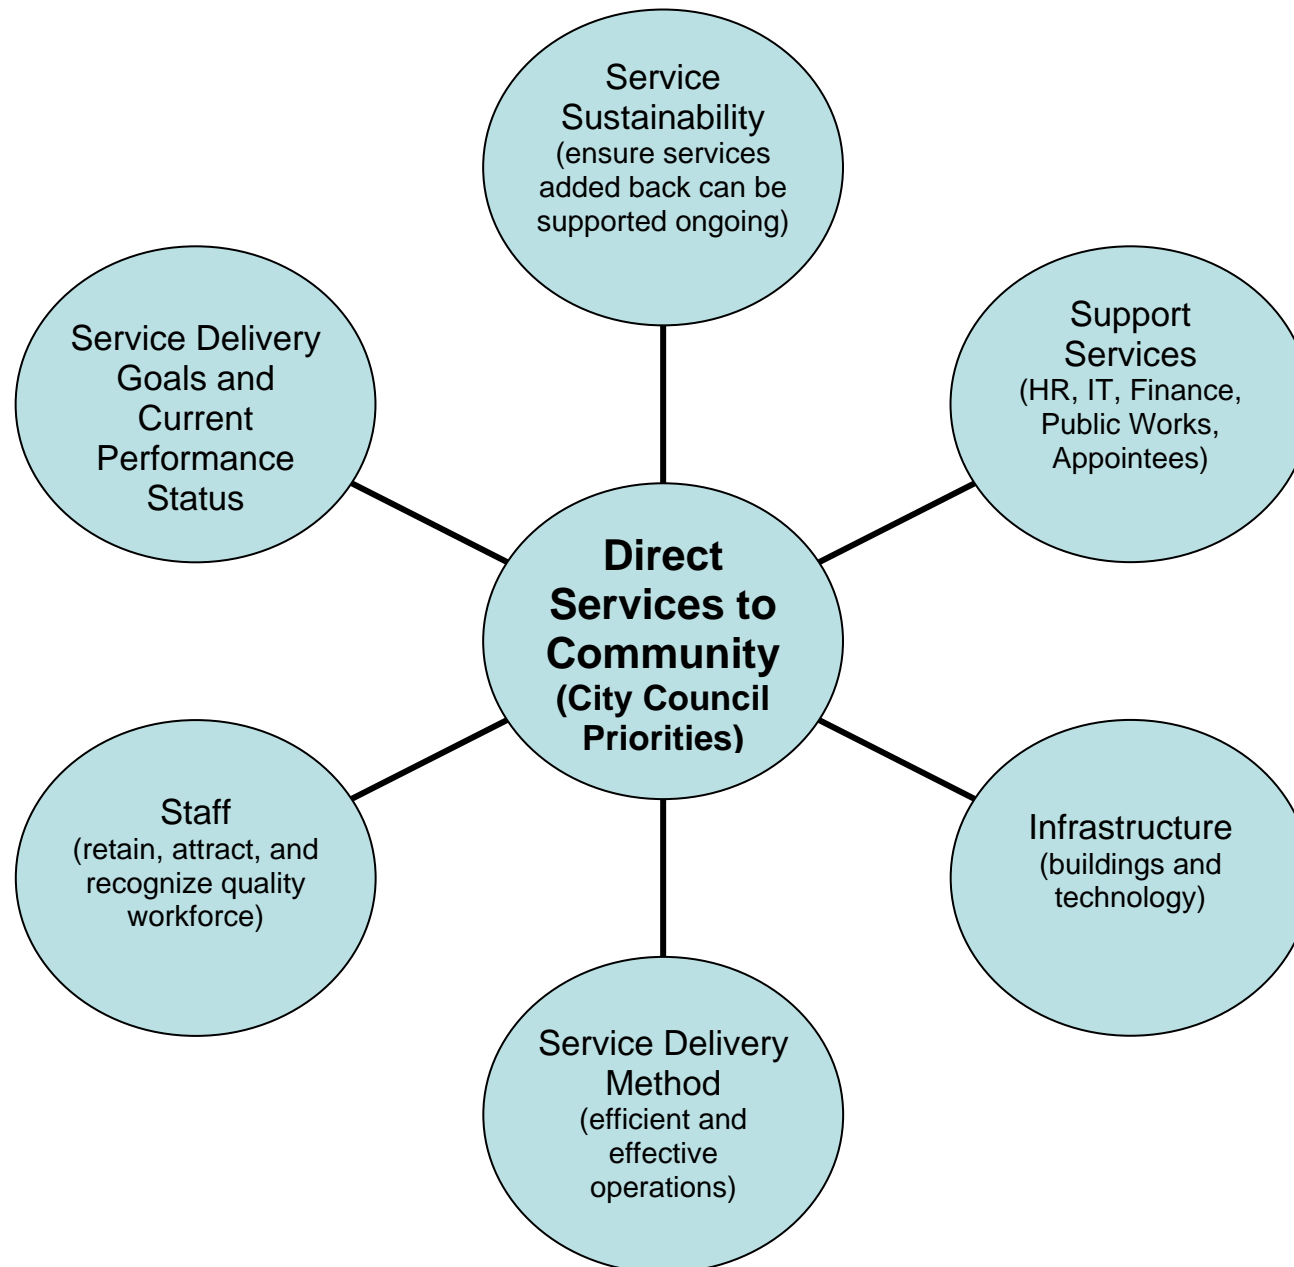 Service
Sustainability
(ensure services
added back can be
supported ongoing)
Support
Services
(HR, IT, Finance,
Public Works,
Appointees)
Service Delivery
Goals and
Current
Performance
Status
Direct
Services to
Community
(City Council
Priorities)
Staff
(retain, attract, and
recognize quality
workforce)
Infrastructure
(buildings and
technology)
Service Delivery
Method
(efficient and
effective
operations)